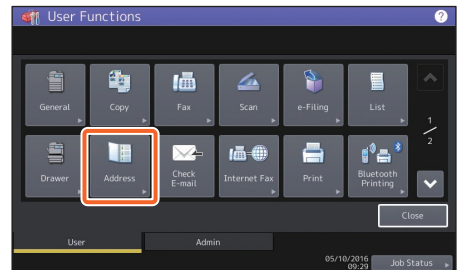 User Functions
?
General
Copy
Fax
Scan
e-Filing
List
1
/
2
Drawer
Address
Check
E-mail
Internet Fax
Print
Bluetooth
Printing
Close
User
Admin
05/10/2016
09:29
Job Status